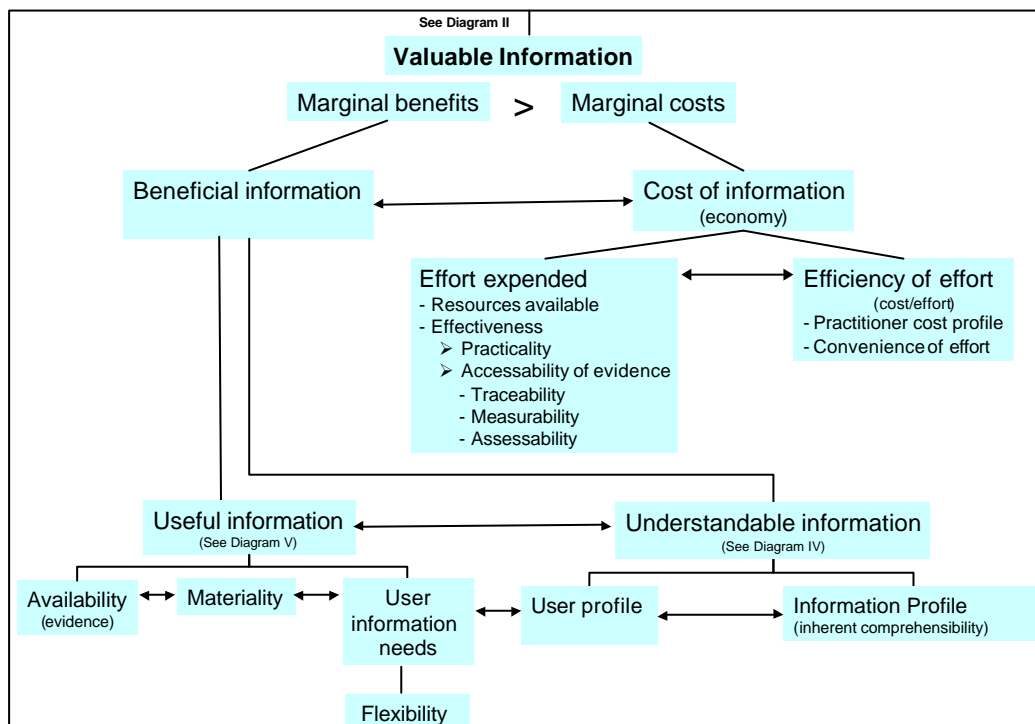 See Diagram II
Valuable Information
Marginal benefits > Marginal costs
Beneficial information
Cost of information
(economy)
Effort expended
- Resources available
- Effectiveness
➢ Practicality
➢ Accessability of evidence
- Traceability
- Measurability
- Assessability
Efficiency of effort
(cost/effort)
- Practitioner cost profile
- Convenience of effort
Useful information
(See Diagram V)
Understandable information
(See Diagram IV)
Availability
(evidence)
Materiality
User
information
needs
User profile
Information Profile
(inherent comprehensibility)
Flexibility